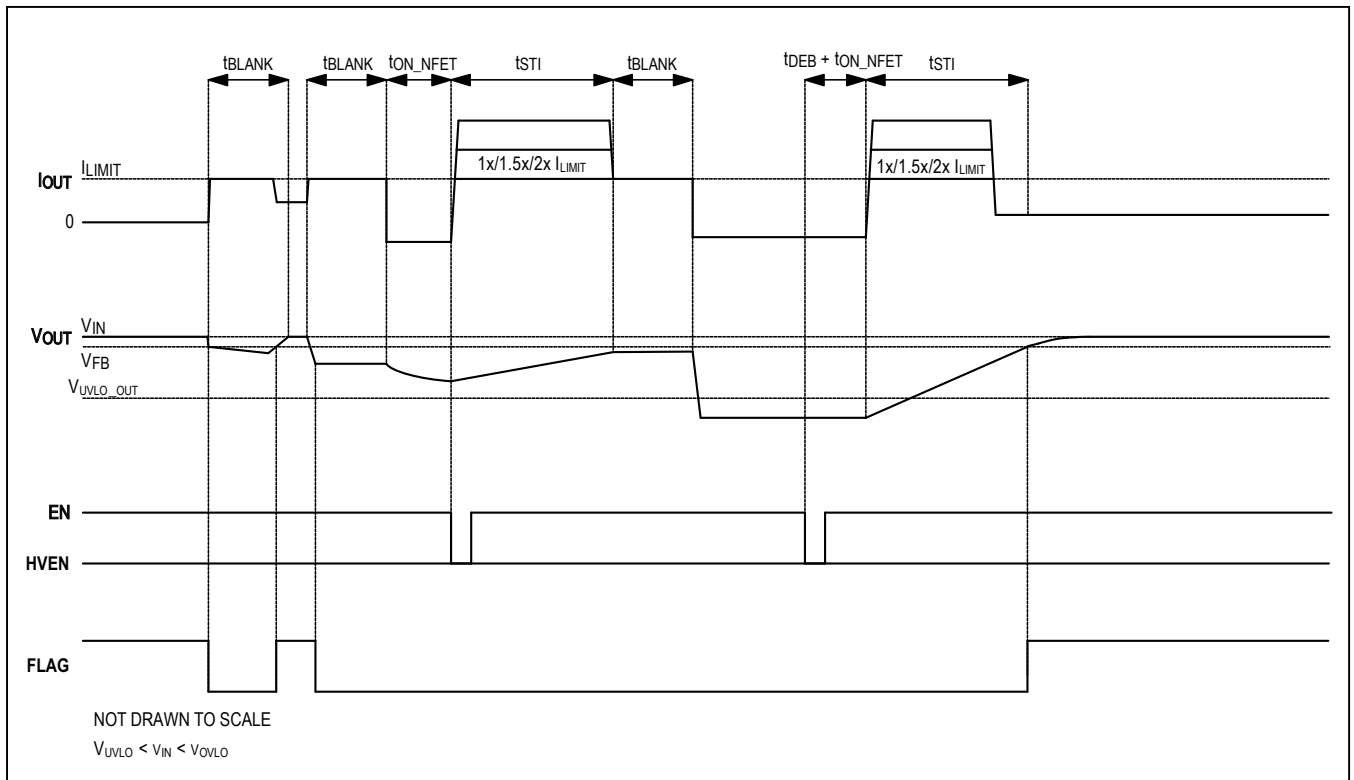 tBLANK tBLANK tON_NFET tSTI tBLANK tDEB + tON_NFET tSTI
ILIMIT
IOUT
1x/1.5x/2x ILIMIT 1x/1.5x/2x ILIMIT
0
VIN
VOUT
VFB
VUVLO_OUT
EN
HVEN
FLAG
NOT DRAWN TO SCALE
VUVLO < VIN < VOVLO